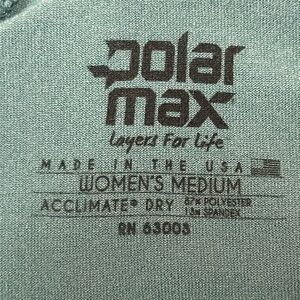 polar
max
Layers For Life
MADE IN THE USA
WOMEN'S MEDIUM
ACCLIMATE® DRY 87% POLYESTER
13% SPANDEX
RN 63003